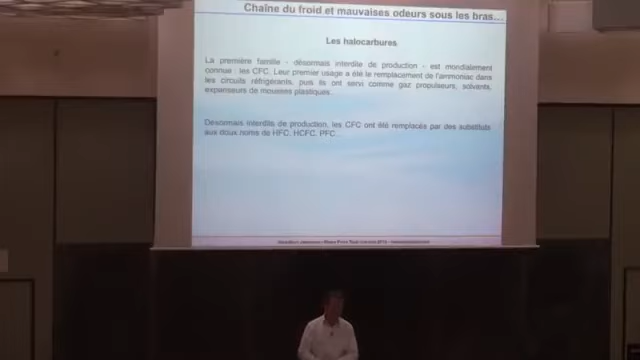 Chaîne du froid et mauvaises odeurs sous les bras…
Les halocarbures
La première famille - désormais interdite de production - est mondialement
connue : les CFC. Leur premier usage a été le remplacement de l'ammoniac dans
les circuits réfrigérants, puis ils ont servi comme gaz propulseurs, solvants,
expanseurs de mousses plastiques.
Désormais interdits de production, les CFC ont été remplacés par des substituts
aux doux noms de HFC, HCFC, PFC…